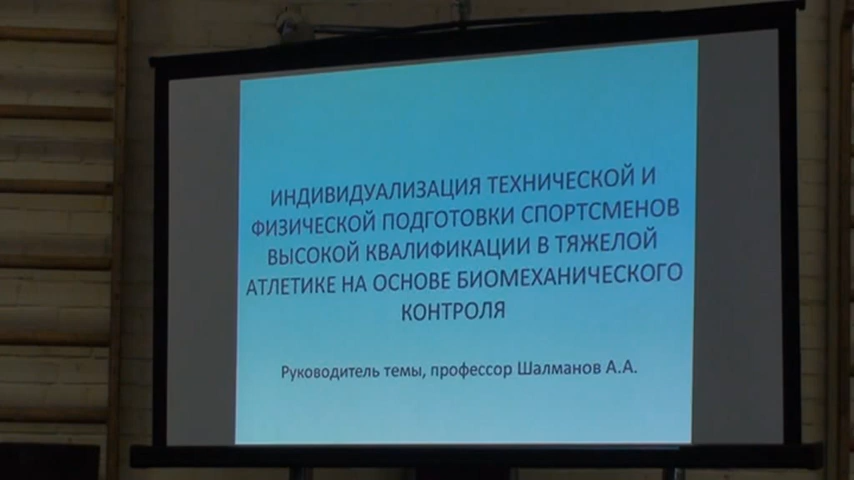 ИНДИВИДУАЛИЗАЦИЯ ТЕХНИЧЕСКОЙ И
ФИЗИЧЕСКОЙ ПОДГОТОВКИ СПОРТСМЕНОВ
ВЫСОКОЙ КВАЛИФИКАЦИИ В ТЯЖЕЛОЙ
АТЛЕТИКЕ НА ОСНОВЕ БИОМЕХАНИЧЕСКОГО
КОНТРОЛЯ
Руководитель темы, профессор Шалманов А.А.